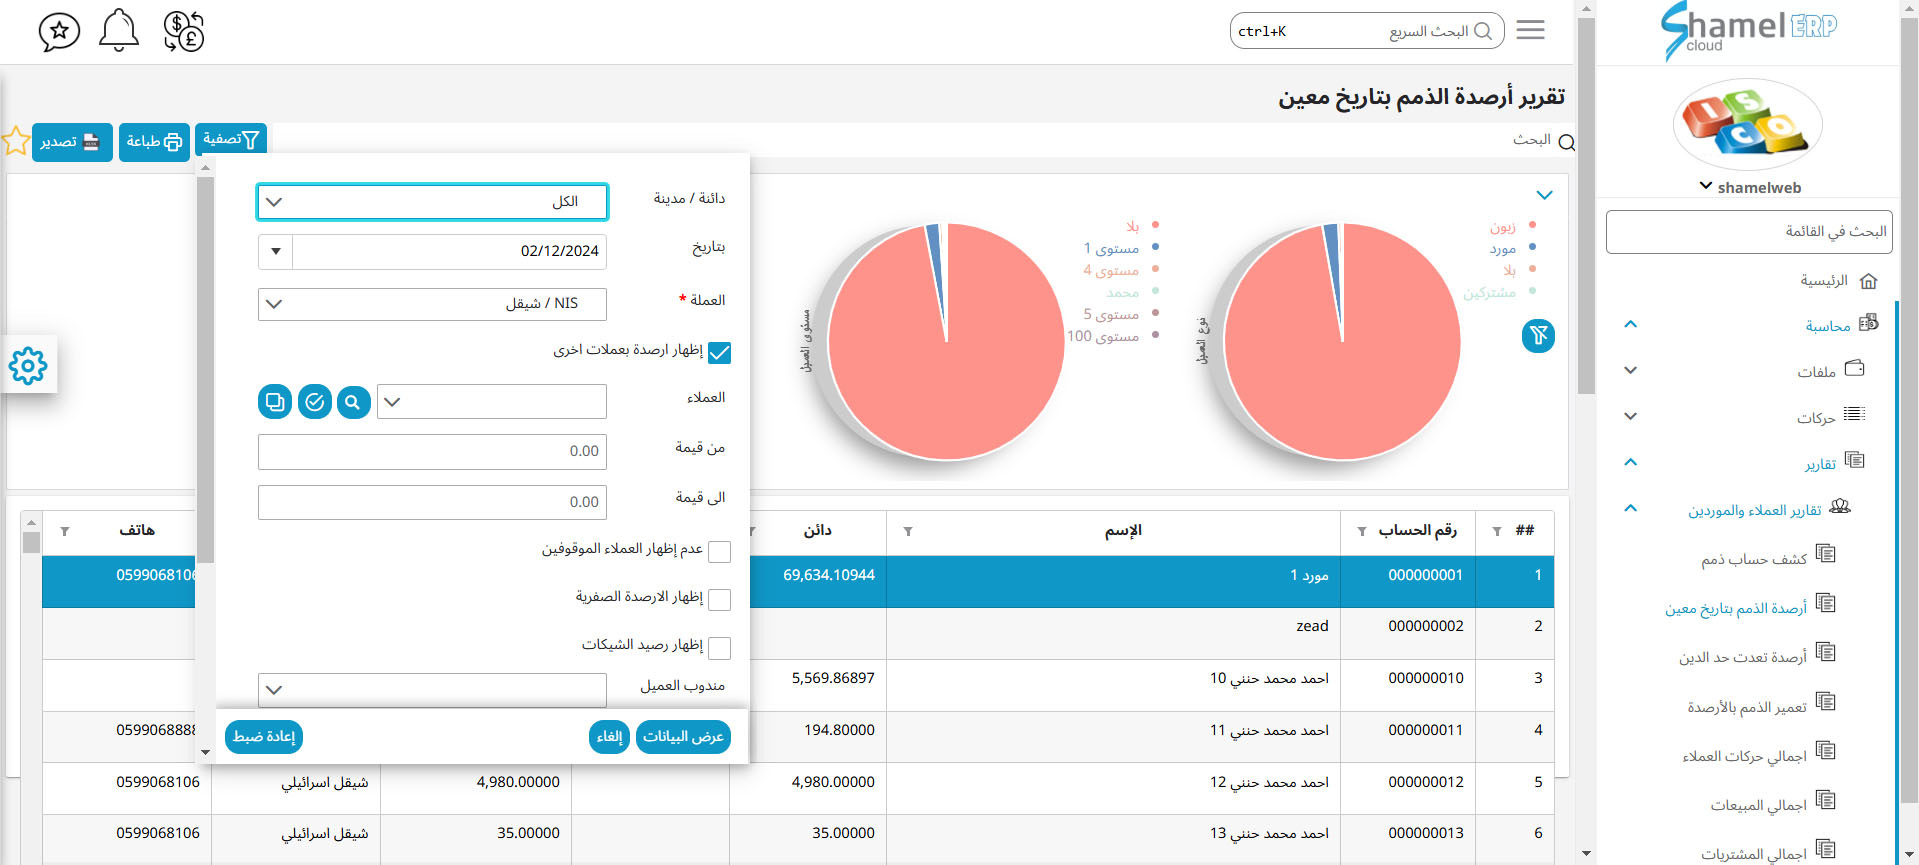 Shamel ERP
cloud
ISCO
shamelweb
البحث في القائمة
الرئيسية
محاسبة
ملفات
حركات
تقارير
تقارير العملاء والموردين
كشف حساب ذمم
أرصدة الذمم بتاريخ معين
أرصدة تعدت حد الدين
تعمير الذمم بالأرصدة
اجمالي حركات العملاء
اجمالي المبيعات
اجمالي المشتريات
البحث السريع ctrl+K
تقرير أرصدة الذمم بتاريخ معين
البحث
تصفية
طباعة
تصدير
زبون
مورد
بلا
مشتركين
نوع العميل
بلا
مستوى 1
مستوى 4
محمد
مستوى 5
مستوى 100
مستوى العميل
دائنة / مدينة الكل
بتاريخ 02/12/2024
العملة * NIS / شيقل
إظهار ارصدة بعملات اخرى
العملاء
من قيمة 0.00
الى قيمة 0.00
عدم إظهار العملاء الموقوفين
إظهار الارصدة الصفرية
إظهار رصيد الشيكات
مندوب العميل
عرض البيانات إلغاء إعادة ضبط
## رقم الحساب الإسم دائن هاتف
1 000000001 مورد 1 69,634.10944 0599068106
2 000000002 zead
3 000000010 احمد محمد حنني 10 5,569.86897
4 000000011 احمد محمد حنني 11 194.80000 059906888
5 000000012 احمد محمد حنني 12 4,980.00000 4,980.00000 شيقل اسرائيلي 0599068106
6 000000013 احمد محمد حنني 13 35.00000 35.00000 شيقل اسرائيلي 0599068106